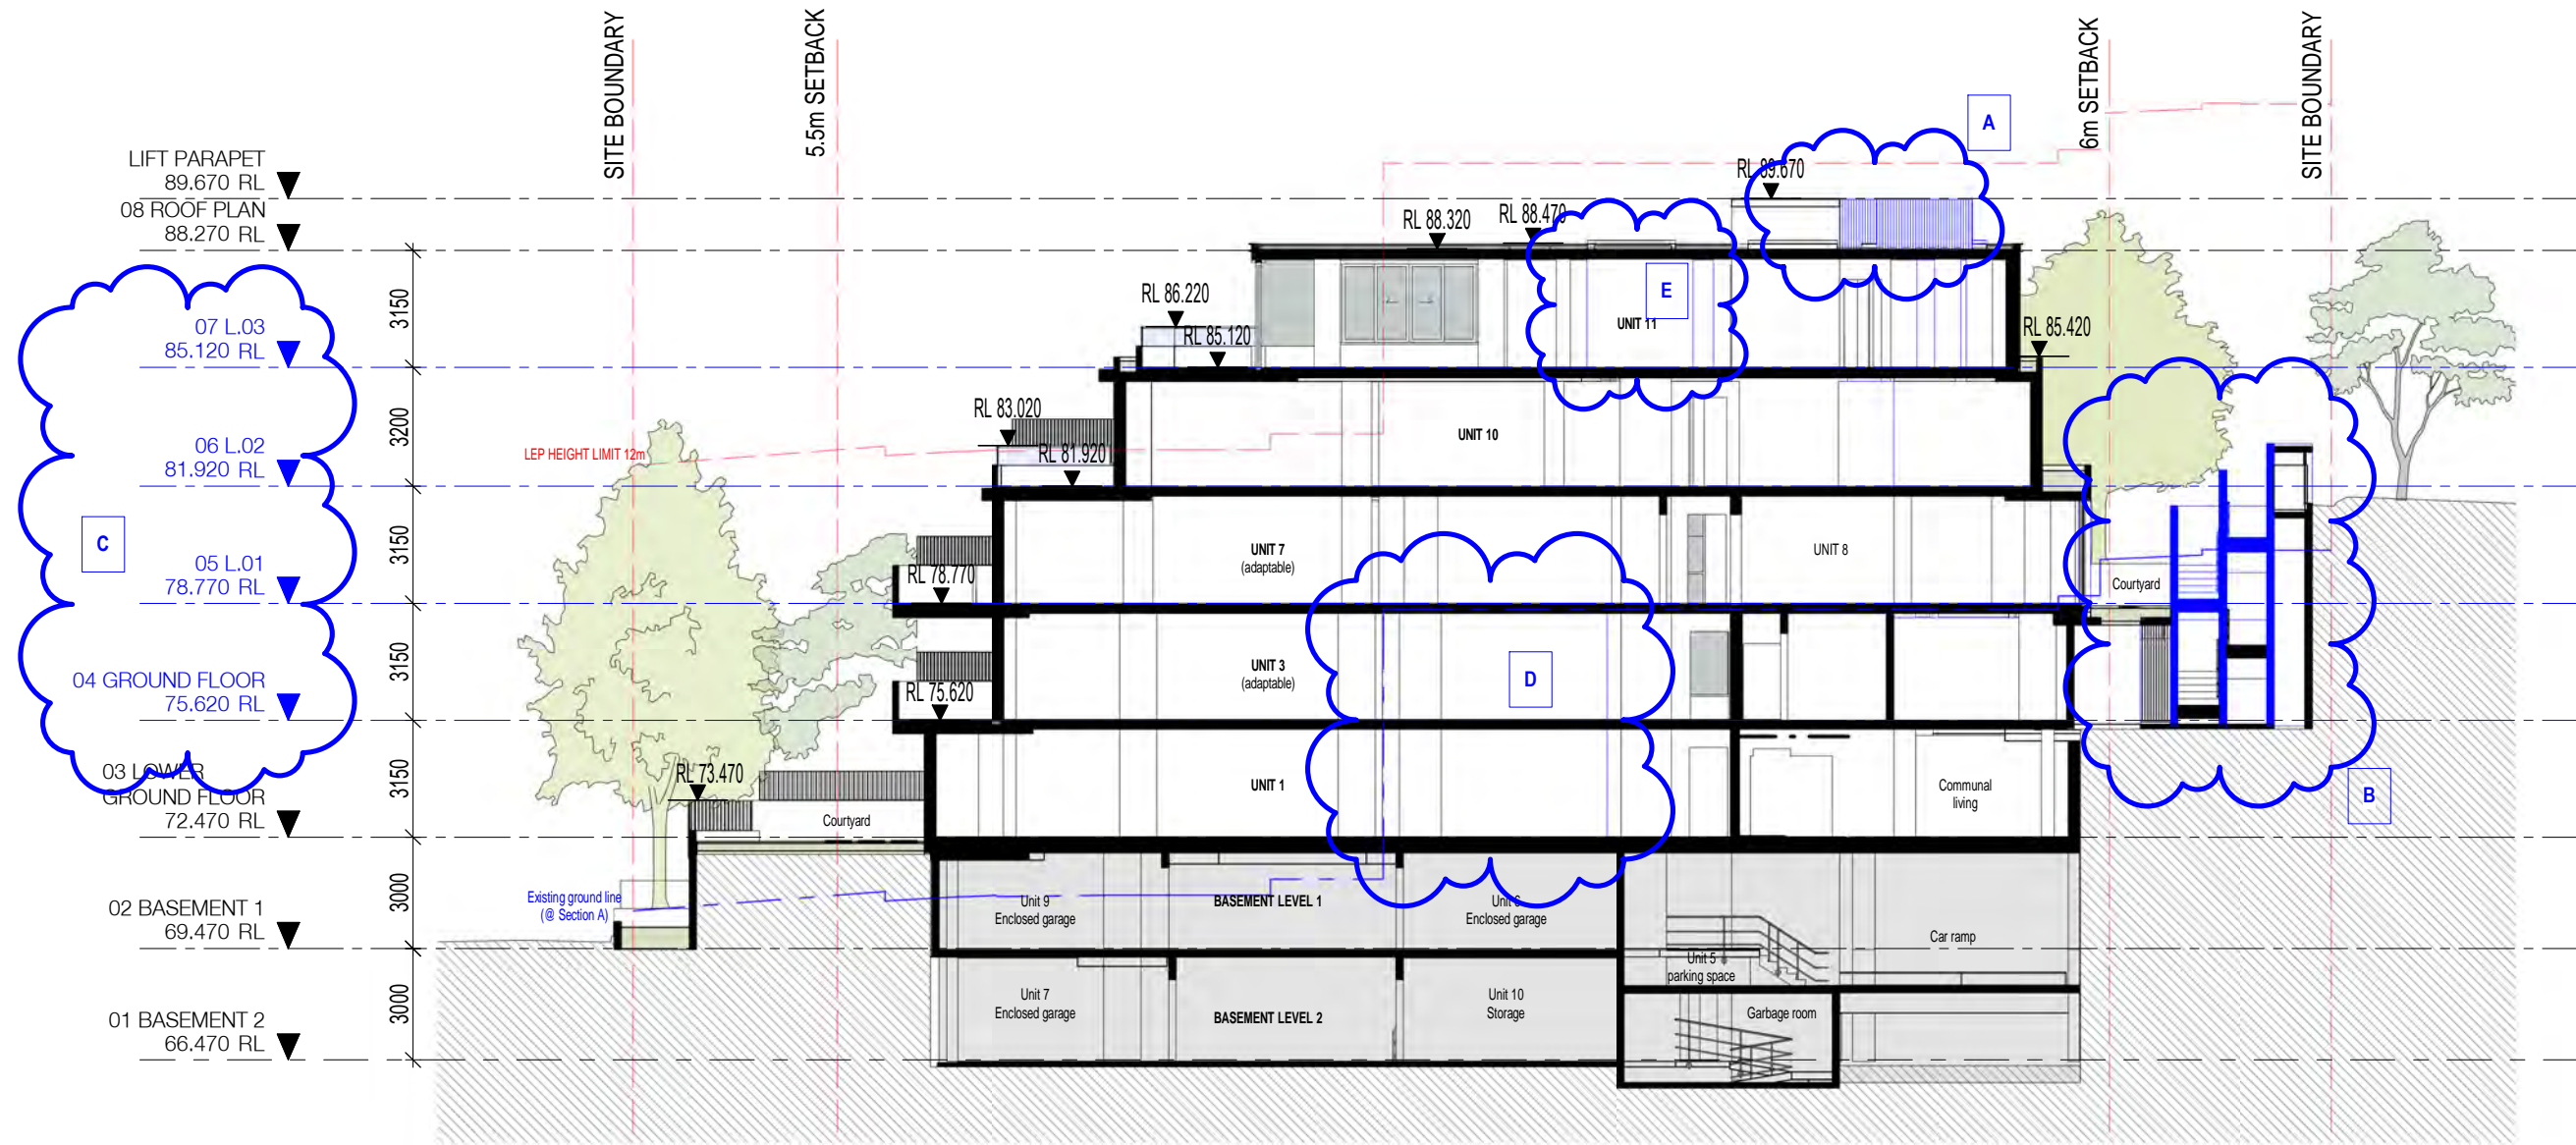 SITE BOUNDARY
5.5m SETBACK
6m SETBACK
SITE BOUNDARY
A
LIFT PARAPET
89.670 RL
RL 89.670
08 ROOF PLAN
88.270 RL
RL 88.320
RL 88.470
3150
E
RL 86.220
UNIT 11
RL 85.120
RL 85.420
07 L.03
85.120 RL
3200
RL 83.020
UNIT 10
LEP HEIGHT LIMIT 12m
RL 81.920
06 L.02
81.920 RL
C
3150
UNIT 7
(adaptable)
UNIT 8
RL 78.770
Courtyard
05 L.01
78.770 RL
3150
UNIT 3
(adaptable)
D
RL 75.620
04 GROUND FLOOR
75.620 RL
3150
RL 73.470
UNIT 1
Communal
living
B
Courtyard
03 LOWER
GROUND FLOOR
72.470 RL
3000
Existing ground line
(@ Section A)
Unit 9
Enclosed garage
BASEMENT LEVEL 1
Enclosed garage
Car ramp
02 BASEMENT 1
69.470 RL
Unit 5
parking space
3000
Unit 7
Enclosed garage
BASEMENT LEVEL 2
Unit 10
Storage
Garbage room
01 BASEMENT 2
66.470 RL